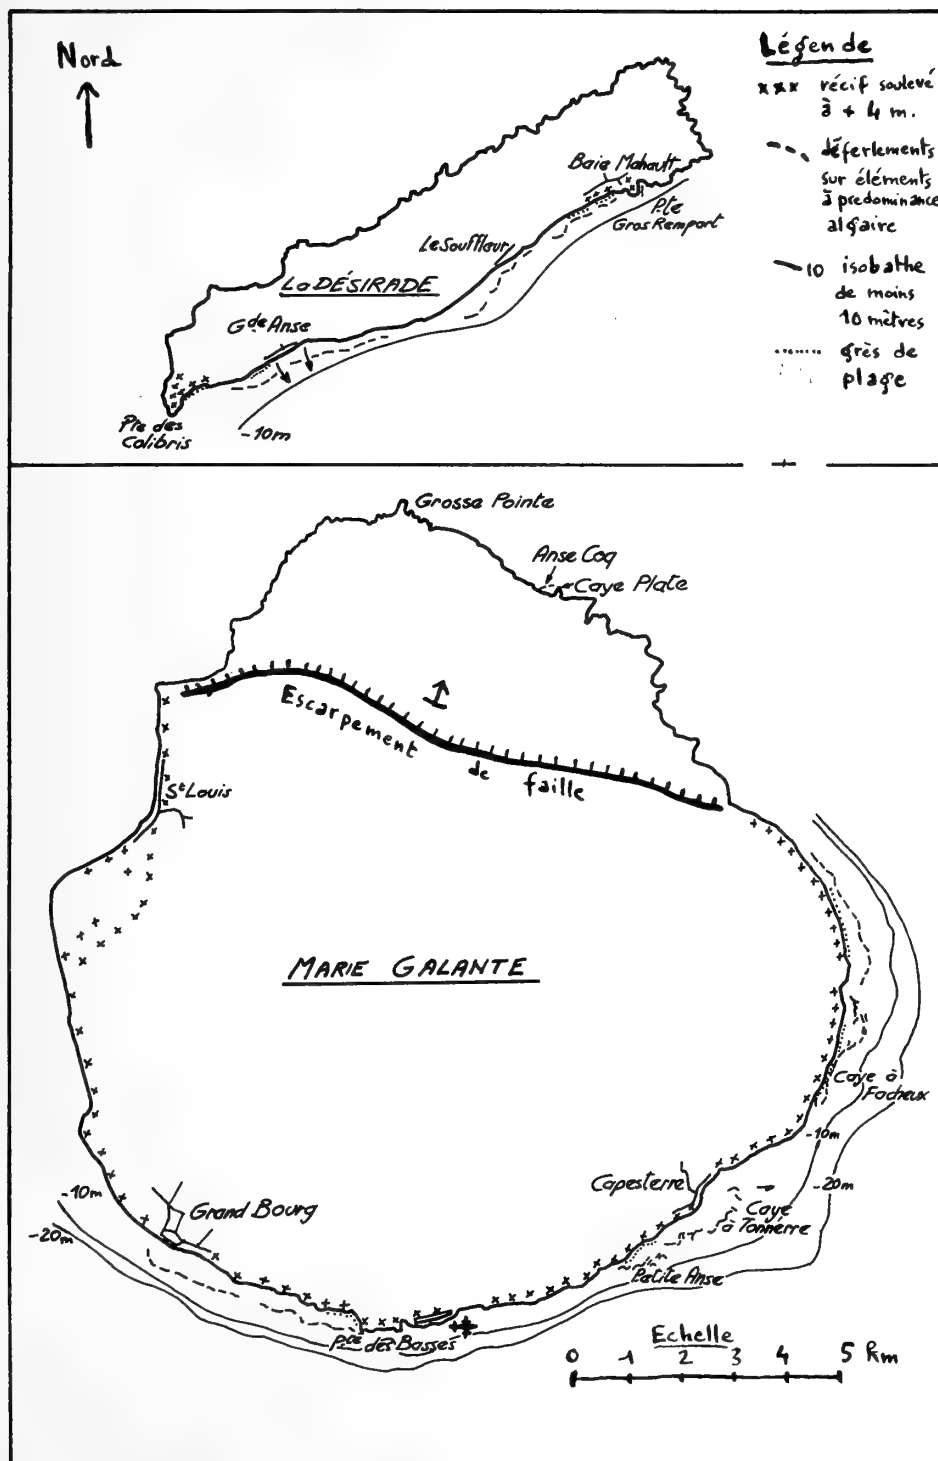 Nord
Légende
xxx récif soulevé
à + 4 m.
déferlements
sur éléments
à predominance
algaire
10 isobathe
de moins
10 mètres
grès de
plage
Baie Mahault
Pte
Gros Rempart
Le Souffleur
La DÉSIRADE
Gde Anse
Pte des
Colibris
-10m
Grosse Pointe
Anse Coq
Caye Plate
Escarpement de faille
St Louis
MARIE GALANTE
Caye à
Facheux
-10m
-20m
Capesterre
Caye
à Tonnerre
Petite Anse
-10m
-20m
Grand Bourg
des Basses
Echelle
0 1 2 3 4 5 km